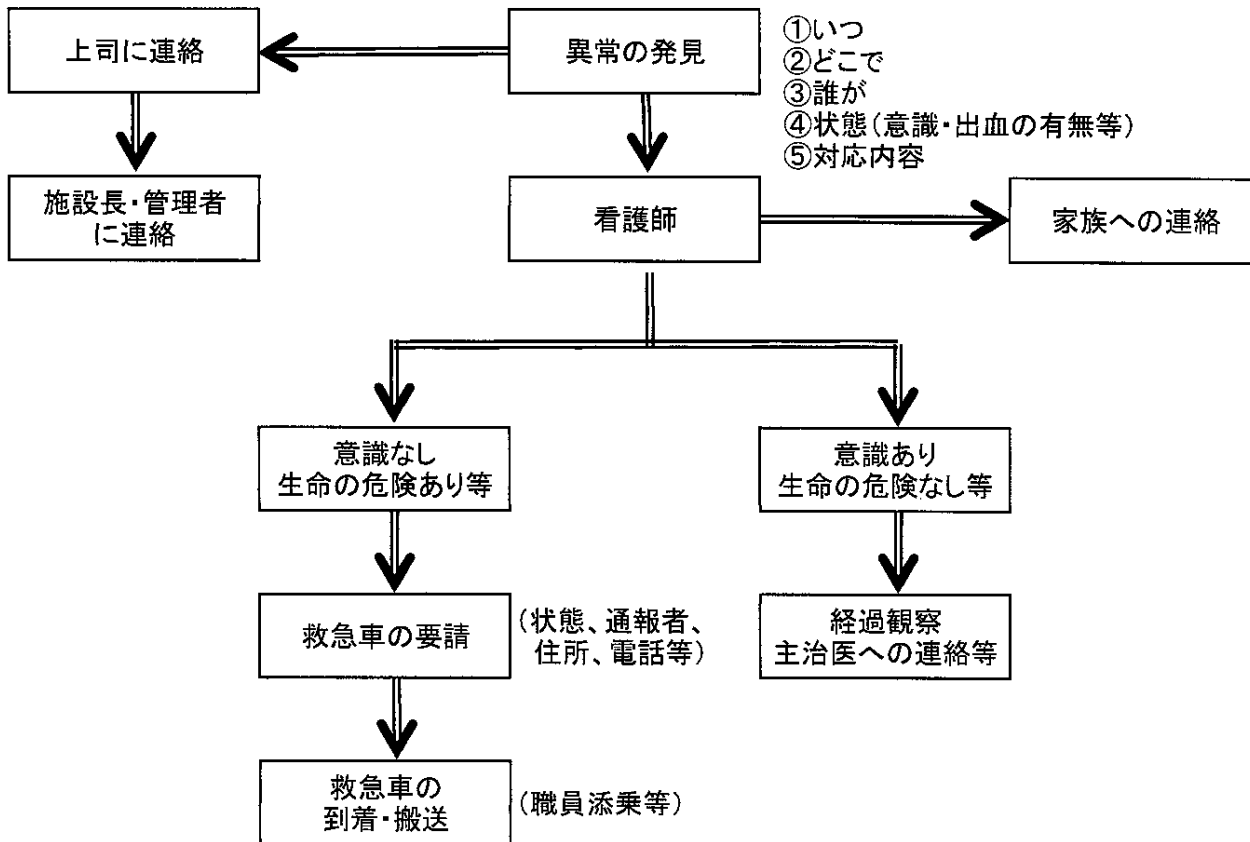 上司に連絡
異常の発見
①いつ
②どこで
③誰が
④状態(意識・出血の有無等)
⑤対応内容
施設長・管理者
に連絡
看護師
家族への連絡
意識なし
生命の危険あり等
意識あり
生命の危険なし等
救急車の要請
(状態、通報者、
住所、電話等)
経過観察
主治医への連絡等
救急車の
到着・搬送
(職員添乗等)